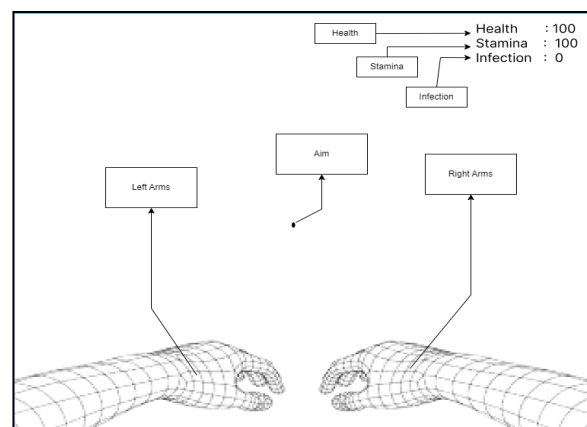 Health
Health : 100
Stamina : 100
Infection : 0
Stamina
Infection
Aim
Left Arms
Right Arms